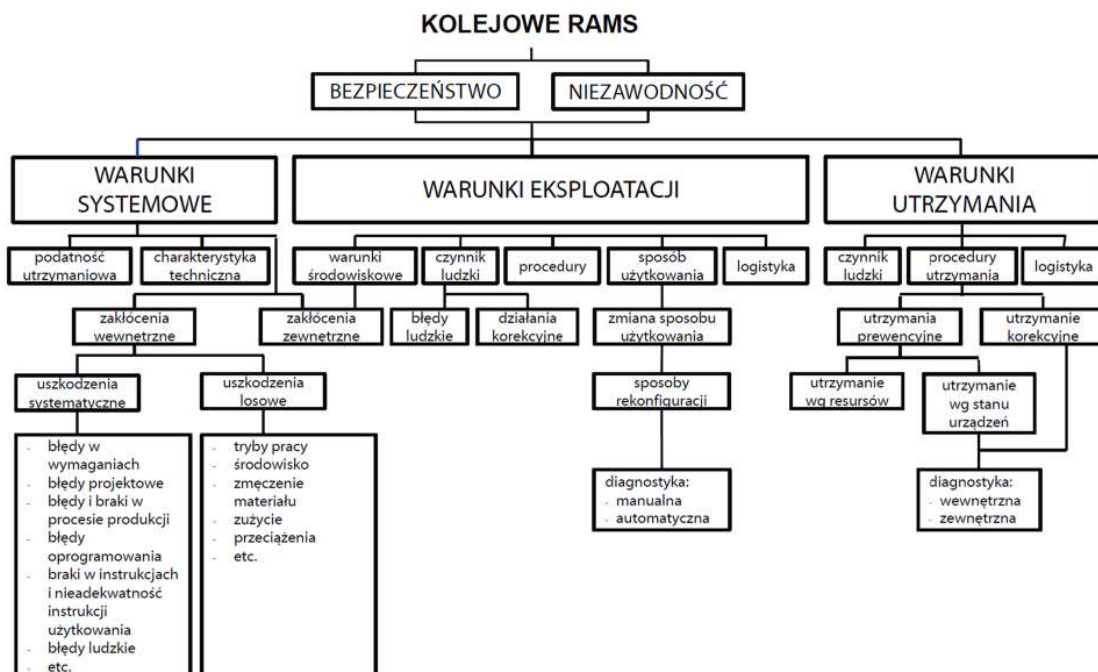 KOLEJOWE RAMS
BEZPIECZEŃSTWO
NIEZAWODNOŚĆ
WARUNKI
SYSTEMOWE
WARUNKI EKSPLOATACJI
WARUNKI
UTRZYMANIA
podatność
utrzymaniowa
charakterystyka
techniczna
warunki
środowiskowe
czynnik
ludzki
procedury
sposób
użytkowania
logistyka
czynnik
ludzki
procedury
utrzymania
logistyka
zakłócenia
wewnętrzne
zakłócenia
zewnętrzne
błędy
ludzkie
działania
korekcyjne
zmiana sposobu
użytkowania
utrzymania
prewencyjne
utrzymanie
korekcyjne
uszkodzenia
systematyczne
uszkodzenia
losowe
sposoby
rekonfiguracji
utrzymanie
wg resursów
utrzymanie
wg stanu
urządzeń
- błędy w
wymaganiach
- błędy projektowe
- błędy i braki w
procesie produkcji
- błędy
oprogramowania
- braki w instrukcjach
i nieadekwatność
instrukcji
użytkowania
- błędy ludzkie
- etc.
- tryby pracy
- środowisko
- zmęczenie
materiału
- zużycie
- przeciążenia
- etc.
diagnostyka:
- manualna
- automatyczna
diagnostyka:
- wewnętrzna
- zewnętrzna